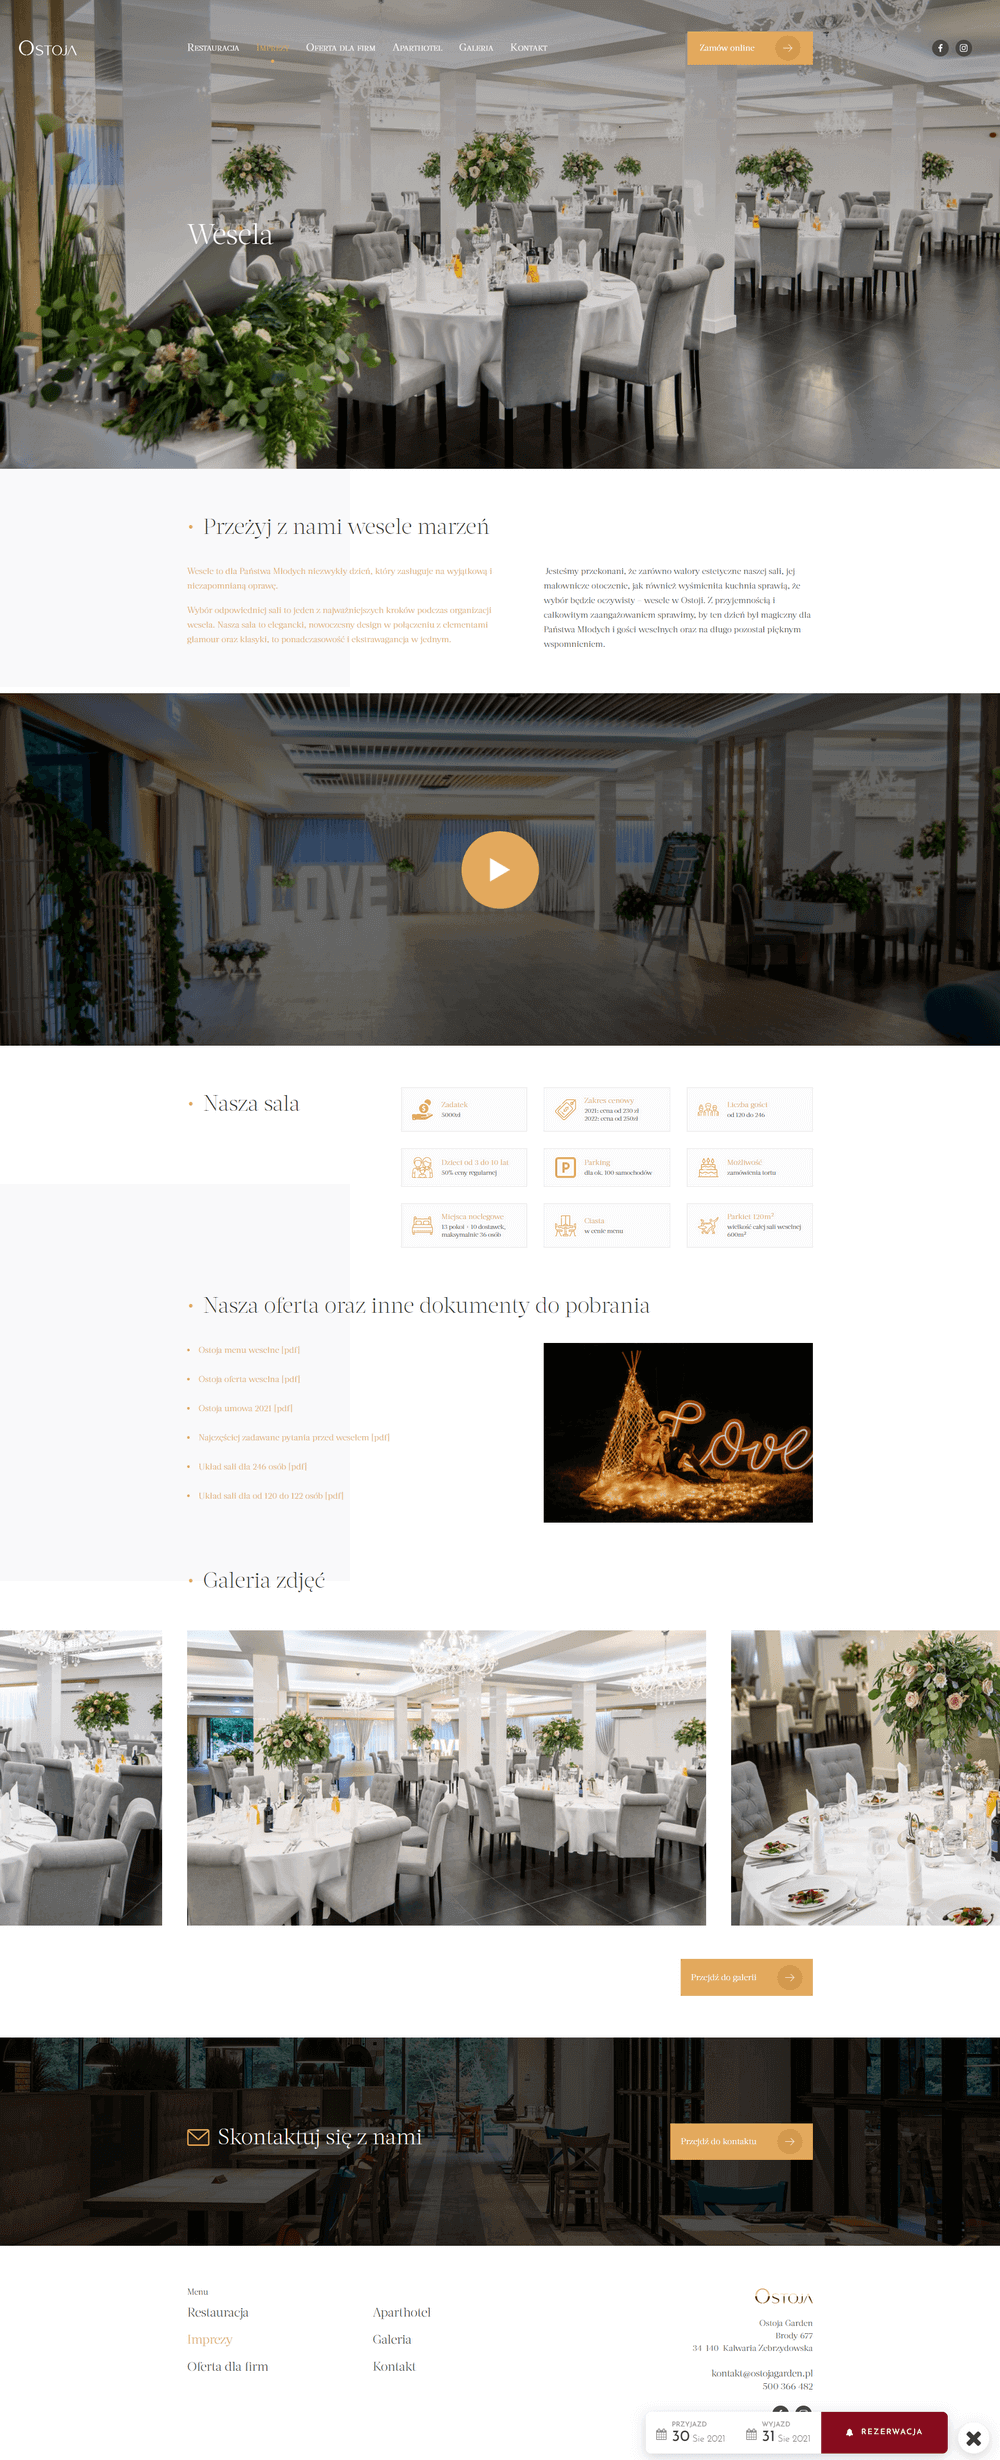 Ostoja
Restauracja Imprezy Oferta dla firm Aparthotel Galeria Kontakt
Zamów online
Wesela
Przeżyj z nami wesele marzeń
Wesele to dla Państwa Młodych niezwykły dzień, który zasługuje na wyjątkową i
niezapomnianą oprawę.
Wybór odpowiedniej sali to jeden z najważniejszych kroków podczas organizacji
wesela. Nasza sala to elegancki, nowoczesny design w połączeniu z elementami
glamour oraz klasyki, to ponadczasowość i ekstrawagancja w jednym.
Jesteśmy przekonani, że zarówno walory estetyczne naszej sali, jej
malownicze otoczenie, jak również wyśmienita kuchnia sprawią, że
wybór będzie oczywisty – wesele w Ostoji. Z przyjemnością i
całkowitym zaangażowaniem sprawimy, by ten dzień był magiczny dla
Państwa Młodych i gości weselnych oraz na długo pozostał pięknym
wspomnieniem.
LOVE
Nasza sala
Zadatek
5000zł
Zakres cenowy
2021: cena od 230 zł
2022: cena od 250zł
Liczba gości
od 120 do 246
Dzieci od 3 do 10 lat
50% ceny regularnej
P
Parking
dla ok. 100 samochodów
Możliwość
zamówienia tortu
Miejsca noclegowe
13 pokoi + 10 dostawek,
maksymalnie 36 osób
Ciasta
w cenie menu
Parkiet 120m²
wielkość całej sali weselnej
600m²
Nasza oferta oraz inne dokumenty do pobrania
Ostoja menu weselne [pdf]
Ostoja oferta weselna [pdf]
Ostoja umowa 2021 [pdf]
Najczęściej zadawane pytania przed weselem [pdf]
Układ sali dla 246 osób [pdf]
Układ sali dla od 120 do 122 osób [pdf]
Love
Galeria zdjęć
Przejdź do galerii
Skontaktuj się z nami
Przejdź do kontaktu
Menu
Restauracja
Imprezy
Oferta dla firm
Aparthotel
Galeria
Kontakt
Ostoja
Ostoja Garden
Brody 677
34-140 Kalwaria Zebrzydowska
kontakt@ostojagarden.pl
500 366 482
PRZYJAZD
30 Sie 2021
WYJAZD
31 Sie 2021
REZERWACJA